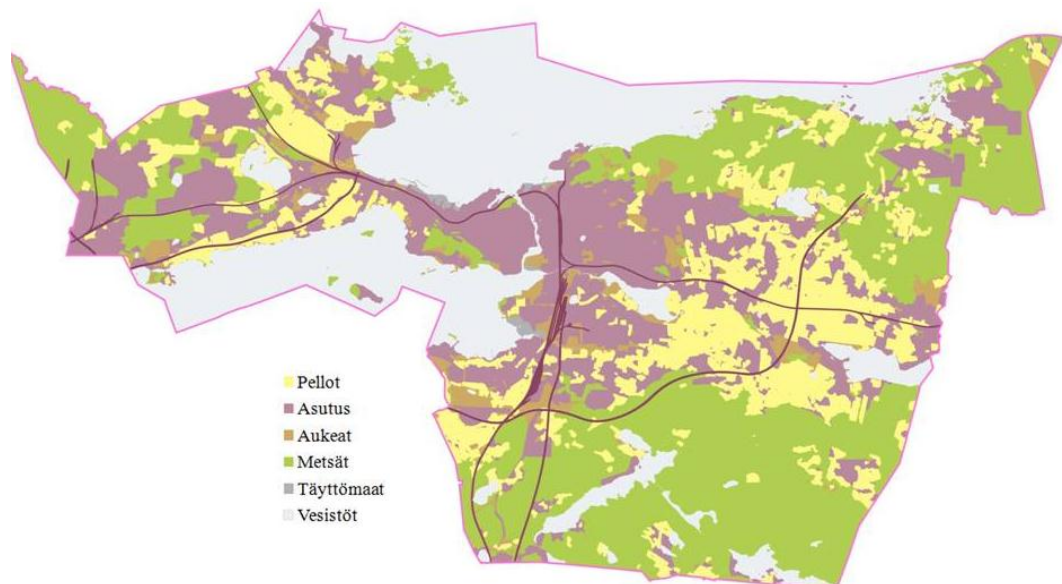 Pellot
Asutus
Aukeat
Metsät
Täyttömaat
Vesistöt